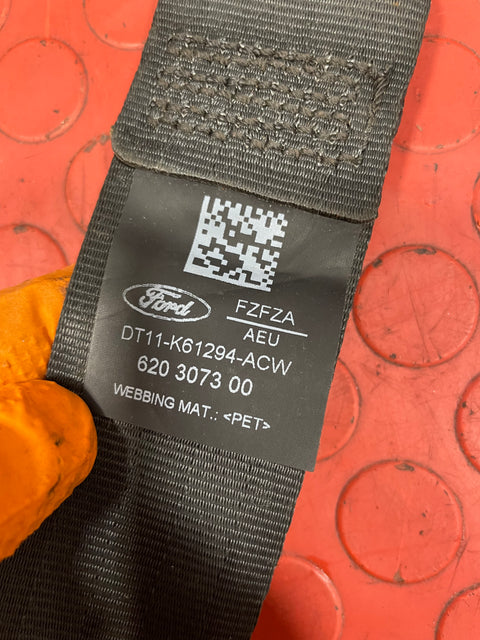 Ford
FZFZA
AEU
DT11-K61294-ACW
620 3073 00
WEBBING MAT.: <PET>